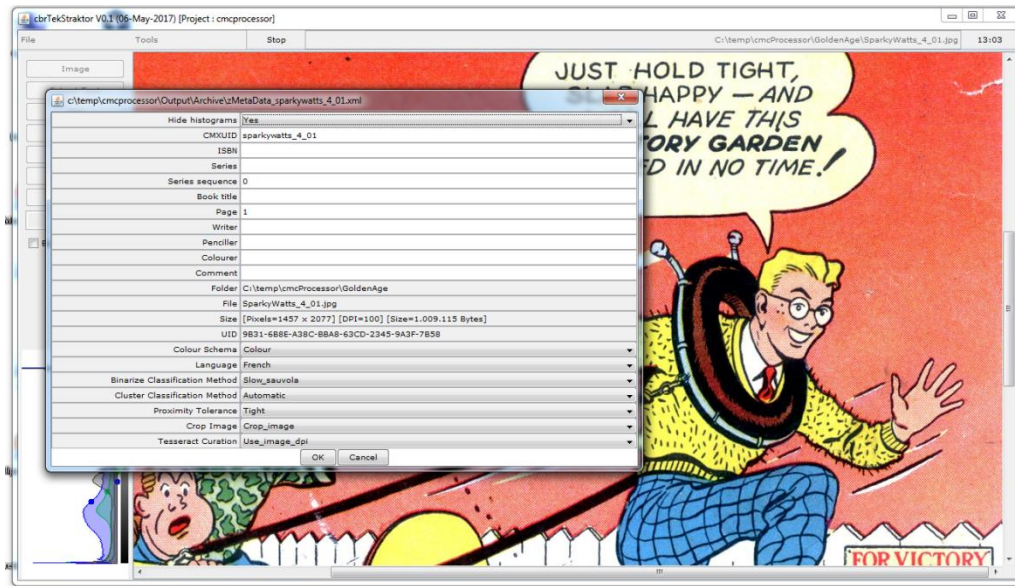 cbrTekStraktor V0.1 (06-May-2017) [Project : cmcprocessor]
File Tools Stop C:\temp\cmcProcessor\GoldenAge\SparkyWatts_4_01.jpg 13:03
Image
JUST HOLD TIGHT,
HAPPY — AND
HAVE THIS
ORY GARDEN
D IN NO TIME!
c:\temp\cmcprocessor\Output\Archive\zMetaData_sparkywatts_4_01.xml
Hide histograms Yes
CMXUID sparkywatts_4_01
ISBN
Series
Series sequence 0
Book title
Page 1
Writer
Penciller
Colourer
Comment
Folder C:\temp\cmcProcessor\GoldenAge
File SparkyWatts_4_01.jpg
Size [Pixels=1457 x 2077] [DPI=100] [Size=1.009.115 Bytes]
UID 9B31-6B8E-A38C-BBA8-63CD-2345-9A3F-7B58
Colour Schema Colour
Language French
Binarize Classification Method Slow_sauvola
Cluster Classification Method Automatic
Proximity Tolerance Tight
Crop Image Crop_image
Tesseract Curation Use_image_dpi
OK Cancel
FOR VICTORY